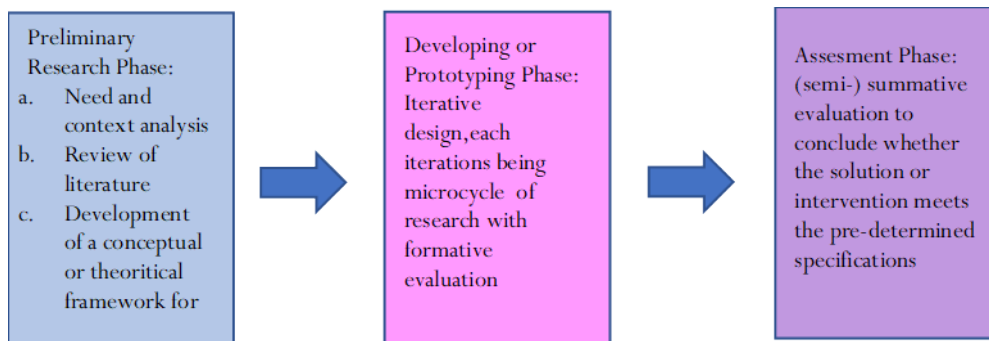 Preliminary
Research Phase:
a. Need and
context analysis
b. Review of
literature
c. Development
of a conceptual
or theoritical
framework for
Developing or
Prototyping Phase:
Iterative
design,each
iterations being
microcycle of
research with
formative
evaluation
Assesment Phase:
(semi-) summative
evaluation to
conclude whether
the solution or
intervention meets
the pre-determined
specifications